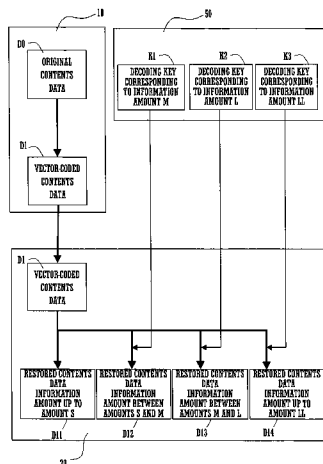 10
50
D0
ORIGINAL
CONTENTS
DATA
K1
K2
K3
DECODING KEY
CORRESPONDING
TO INFORMATION
AMOUNT M
DECODING KEY
CORRESPONDING
TO INFORMATION
AMOUNT L
DECODING KEY
CORRESPONDING
TO INFORMATION
AMOUNT LL
D1
VECTOR-CODED
CONTENTS
DATA
D1
VECTOR-CODED
CONTENTS
DATA
RESTORED CONTENTS
DATA
INFORMATION
AMOUNT UP TO
AMOUNT S
RESTORED CONTENTS
DATA
INFORMATION
AMOUNT BETWEEN
AMOUNTS S AND M
RESTORED CONTENTS
DATA
INFORMATION
AMOUNT BETWEEN
AMOUNTS M AND L
RESTORED CONTENTS
DATA
INFORMATION
AMOUNT UP TO
AMOUNT LL
D11
D12
D13
D14
20